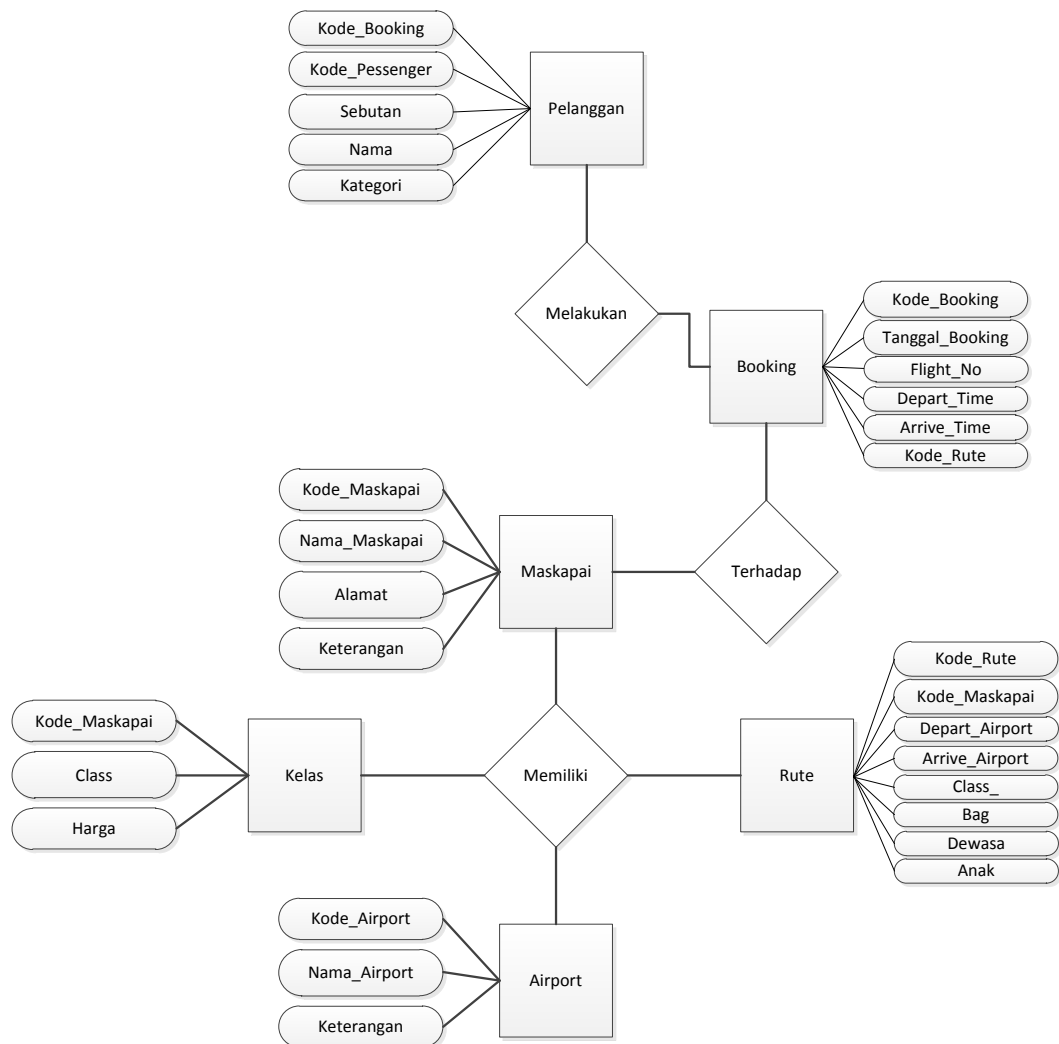 Kode_Booking
Kode_Pessenger
Sebutan
Nama
Kategori
Pelanggan
Melakukan
Booking
Kode_Booking
Tanggal_Booking
Flight_No
Depart_Time
Arrive_Time
Kode_Rute
Kode_Maskapai
Nama_Maskapai
Alamat
Keterangan
Maskapai
Terhadap
Kode_Maskapai
Class
Harga
Kelas
Memiliki
Rute
Kode_Rute
Kode_Maskapai
Depart_Airport
Arrive_Airport
Class_
Bag
Dewasa
Anak
Kode_Airport
Nama_Airport
Keterangan
Airport